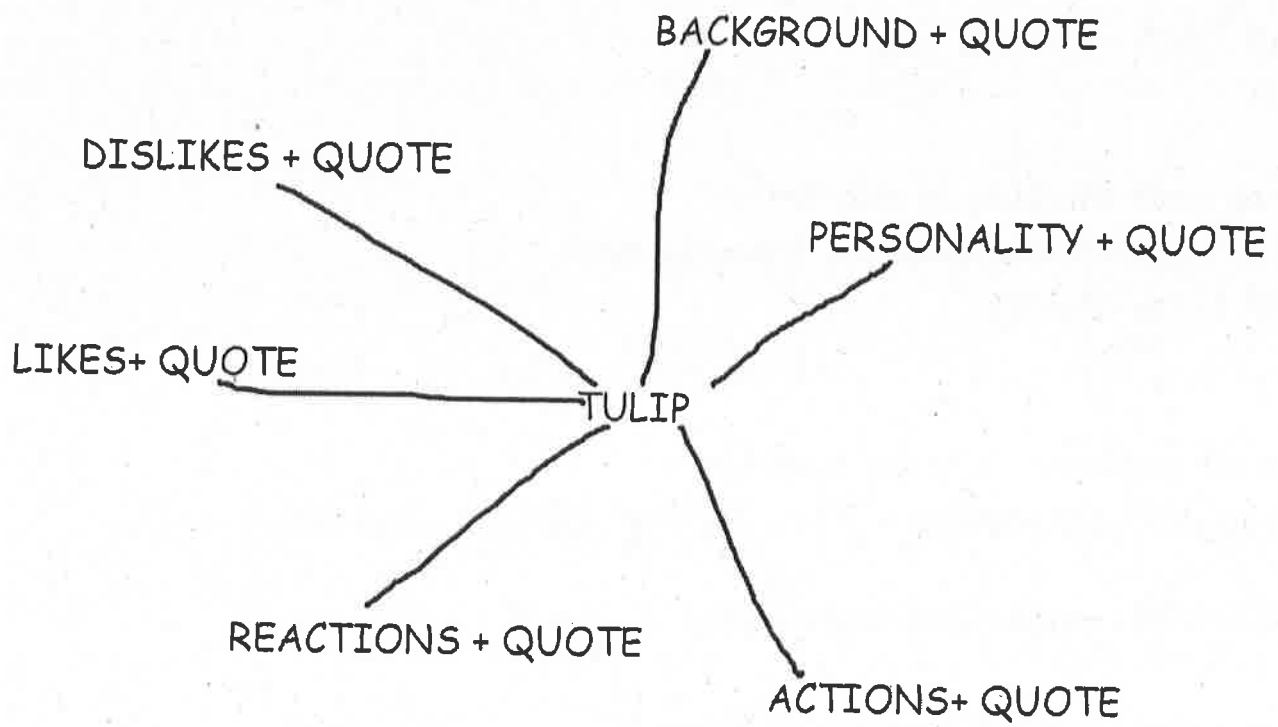 BACKGROUND + QUOTE
DISLIKES + QUOTE
PERSONALITY + QUOTE
LIKES+ QUOTE
TULIP
REACTIONS + QUOTE
ACTIONS+ QUOTE